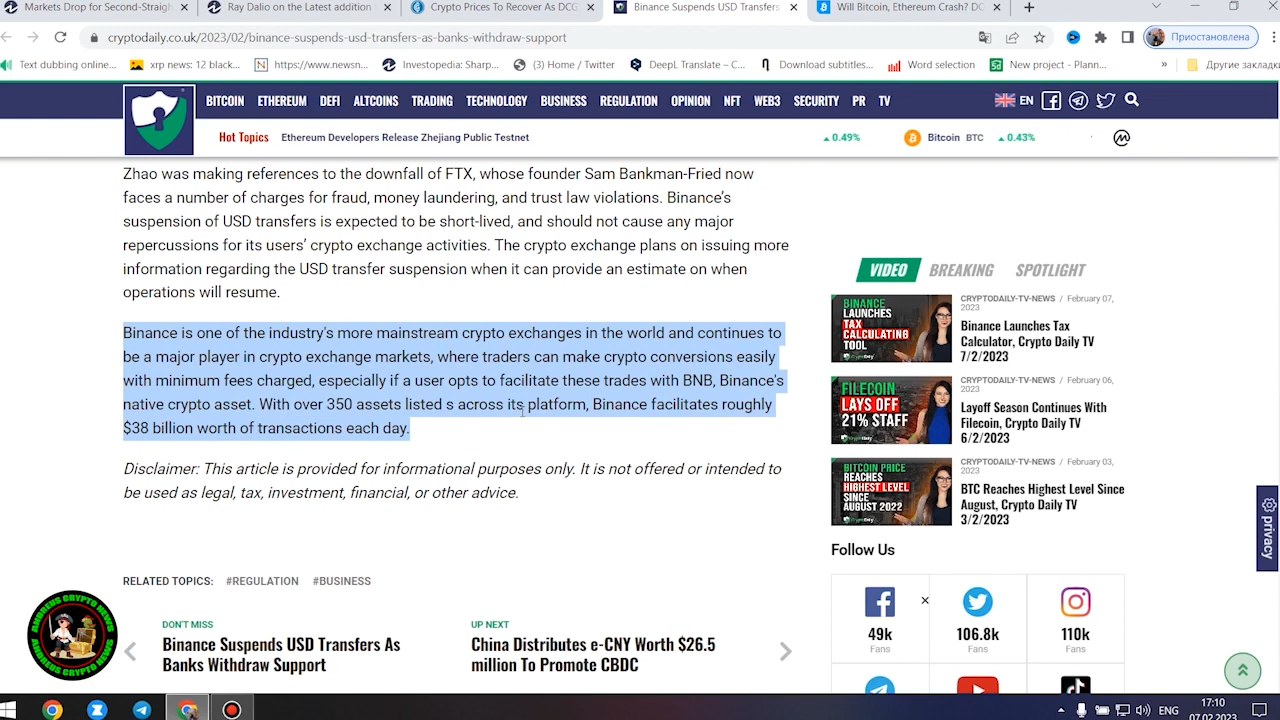 Markets Drop for Second-Straigh
Ray Dalio on the Latest addition
Crypto Prices To Recover As DCG
Binance Suspends USD Transfers
Will Bitcoin, Ethereum Crash? DC
cryptodaily.co.uk/2023/02/binance-suspends-usd-transfers-as-banks-withdraw-support
Приостановлена
Text dubbing online...
xrp news: 12 black...
https://www.newsn...
Investopedia: Sharp...
(3) Home / Twitter
DeepL Translate – C...
Download subtitles...
Word selection
New project - Plann...
»
Другие закладки
BITCOIN ETHEREUM DEFI ALTCOINS TRADING TECHNOLOGY BUSINESS REGULATION OPINION NFT WEB3 SECURITY PR TV
EN
Hot Topics
Ethereum Developers Release Zhejiang Public Testnet
0.49%
Bitcoin BTC
0.43%
Zhao was making references to the downfall of FTX, whose founder Sam Bankman-Fried now
faces a number of charges for fraud, money laundering, and trust law violations. Binance's
suspension of USD transfers is expected to be short-lived, and should not cause any major
repercussions for its users' crypto exchange activities. The crypto exchange plans on issuing more
information regarding the USD transfer suspension when it can provide an estimate on when
operations will resume.
Binance is one of the industry's more mainstream crypto exchanges in the world and continues to
be a major player in crypto exchange markets, where traders can make crypto conversions easily
with minimum fees charged, especially if a user opts to facilitate these trades with BNB, Binance's
native crypto asset. With over 350 assets listed s across its platform, Binance facilitates roughly
$38 billion worth of transactions each day.
Disclaimer: This article is provided for informational purposes only. It is not offered or intended to
be used as legal, tax, investment, financial, or other advice.
RELATED TOPICS: #REGULATION #BUSINESS
DON'T MISS
Binance Suspends USD Transfers As
Banks Withdraw Support
UP NEXT
China Distributes e-CNY Worth $26.5
million To Promote CBDC
VIDEO
BREAKING
SPOTLIGHT
BINANCE
LAUNCHES
TAX
CALCULATING
TOOL
CRYPTODAILY-TV-NEWS / February 07,
2023
Binance Launches Tax
Calculator, Crypto Daily TV
7/2/2023
FILECOIN
LAYS OFF
21% STAFF
CRYPTODAILY-TV-NEWS / February 06,
2023
Layoff Season Continues With
Filecoin, Crypto Daily TV
6/2/2023
BITCOIN PRICE
REACHES
HIGHEST LEVEL
SINCE
AUGUST 2022
CRYPTODAILY-TV-NEWS / February 03,
2023
BTC Reaches Highest Level Since
August, Crypto Daily TV
3/2/2023
Follow Us
49k
Fans
106.8k
Fans
110k
Fans
privacy
ANDREUS CRYPTO NEWS
ANDREUS CRYPTO NEWS
ENG
17:10
07.02.2023